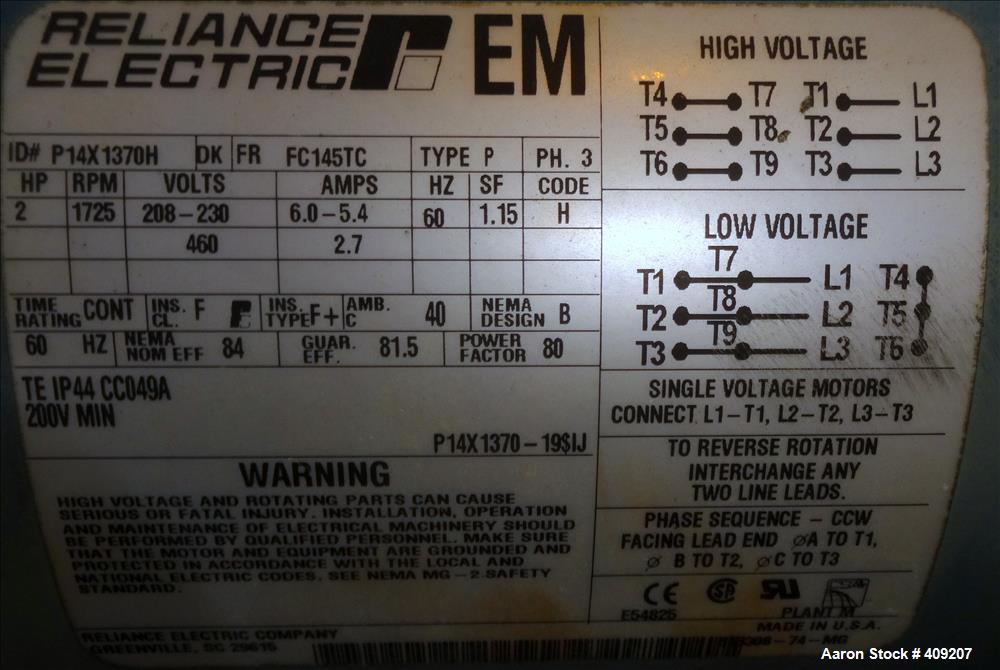 RELIANCE
ELECTRIC EM
ID# P14X1370H DK FR FC145TC TYPE P PH. 3
HP RPM VOLTS AMPS HZ SF CODE
2 1725 208-230 6.0-5.4 60 1.15 H
460 2.7
TIME RATING CONT INS. CL. F INS. TYPE F+ AMB. C 40 NEMA DESIGN B
60 HZ NEMA NOM EFF 84 GUAR. EFF. 81.5 POWER FACTOR 80
TE IP44 CC049A
200V MIN
P14X1370-19$IJ
WARNING
HIGH VOLTAGE AND ROTATING PARTS CAN CAUSE
SERIOUS OR FATAL INJURY. INSTALLATION, OPERATION
AND MAINTENANCE OF ELECTRICAL MACHINERY SHOULD
BE PERFORMED BY QUALIFIED PERSONNEL. MAKE SURE
THAT THE MOTOR AND EQUIPMENT ARE GROUNDED AND
PROTECTED IN ACCORDANCE WITH THE LOCAL AND
NATIONAL ELECTRIC CODES. SEE NEMA MG-2 SAFETY
STANDARD.
RELIANCE ELECTRIC COMPANY
GREENVILLE, SC 29615
HIGH VOLTAGE
T4 T7 T1 L1
T5 T8 T2 L2
T6 T9 T3 L3
LOW VOLTAGE
T7
T1 L1 T4
T8
T2 L2 T5
T9
T3 L3 T6
SINGLE VOLTAGE MOTORS
CONNECT L1-T1, L2-T2, L3-T3
TO REVERSE ROTATION
INTERCHANGE ANY
TWO LINE LEADS.
PHASE SEQUENCE - CCW
FACING LEAD END ØA TO T1,
Ø B TO T2, ØC TO T3
CE SA UR
E54825 PLANT M
MADE IN U.S.A.
74-MG
Aaron Stock # 409207